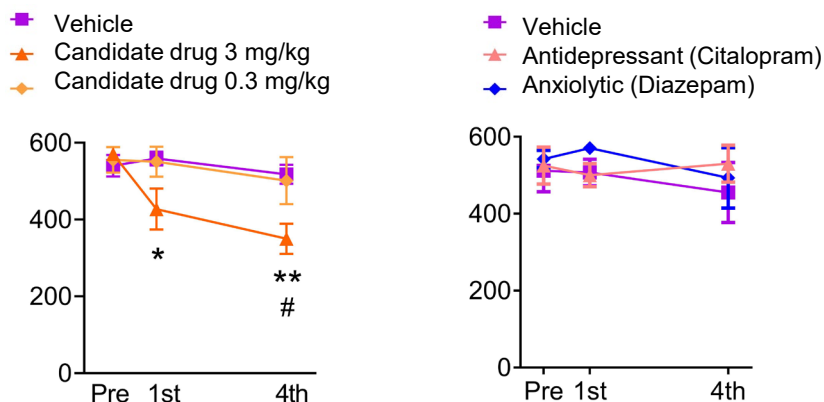 Vehicle
Candidate drug 3 mg/kg
Candidate drug 0.3 mg/kg
600
400
200
0
*
**
#
Pre 1st 4th
Vehicle
Antidepressant (Citalopram)
Anxiolytic (Diazepam)
600
400
200
0
Pre 1st 4th